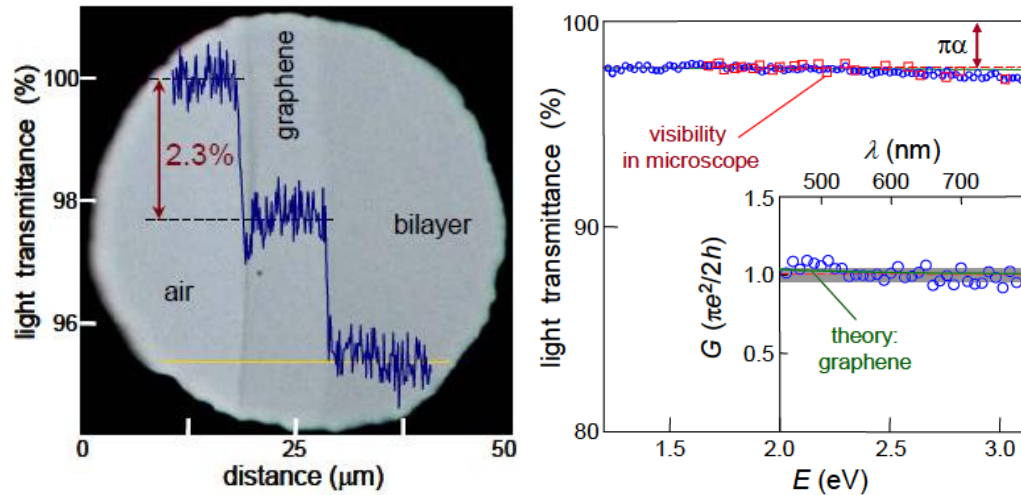 light transmittance (%)
100
98
96
2.3%
graphene
bilayer
air
0
25
50
distance (μm)
light transmittance (%)
100
90
80
πα
visibility
in microscope
λ (nm)
500
600
700
G (πe²/2h)
1.5
1.0
0.5
theory:
graphene
1.5
2.0
2.5
3.0
E (eV)